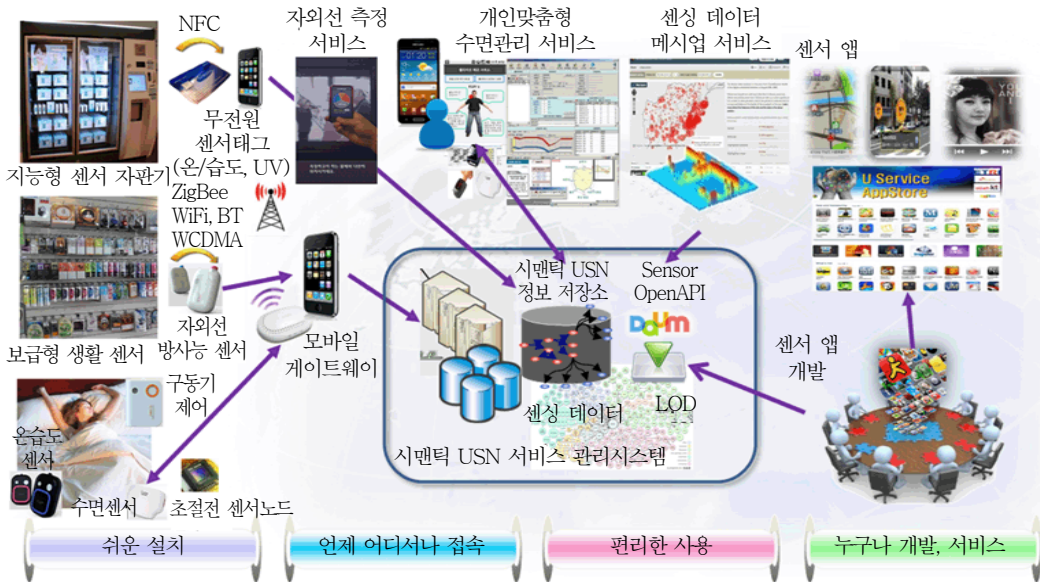 NFC
자외선 측정
서비스
개인맞춤형
수면관리 서비스
센싱 데이터
메시업 서비스
센서 앱
무전원
센서태그
(온/습도, UV)
지능형 센서 자판기
ZigBee
WiFi, BT
WCDMA
U Service
AppStore
시맨틱 USN
정보 저장소
Sensor
OpenAPI
Daum
자외선
방사능 센서
보급형 생활 센서
모바일
게이트웨이
센서 앱
개발
구동기
제어
센싱 데이터
LOD
온습도
센사
시맨틱 USN 서비스 관리시스템
수면센서
초절전 센서노드
쉬운 설치
언제 어디서나 접속
편리한 사용
누구나 개발, 서비스